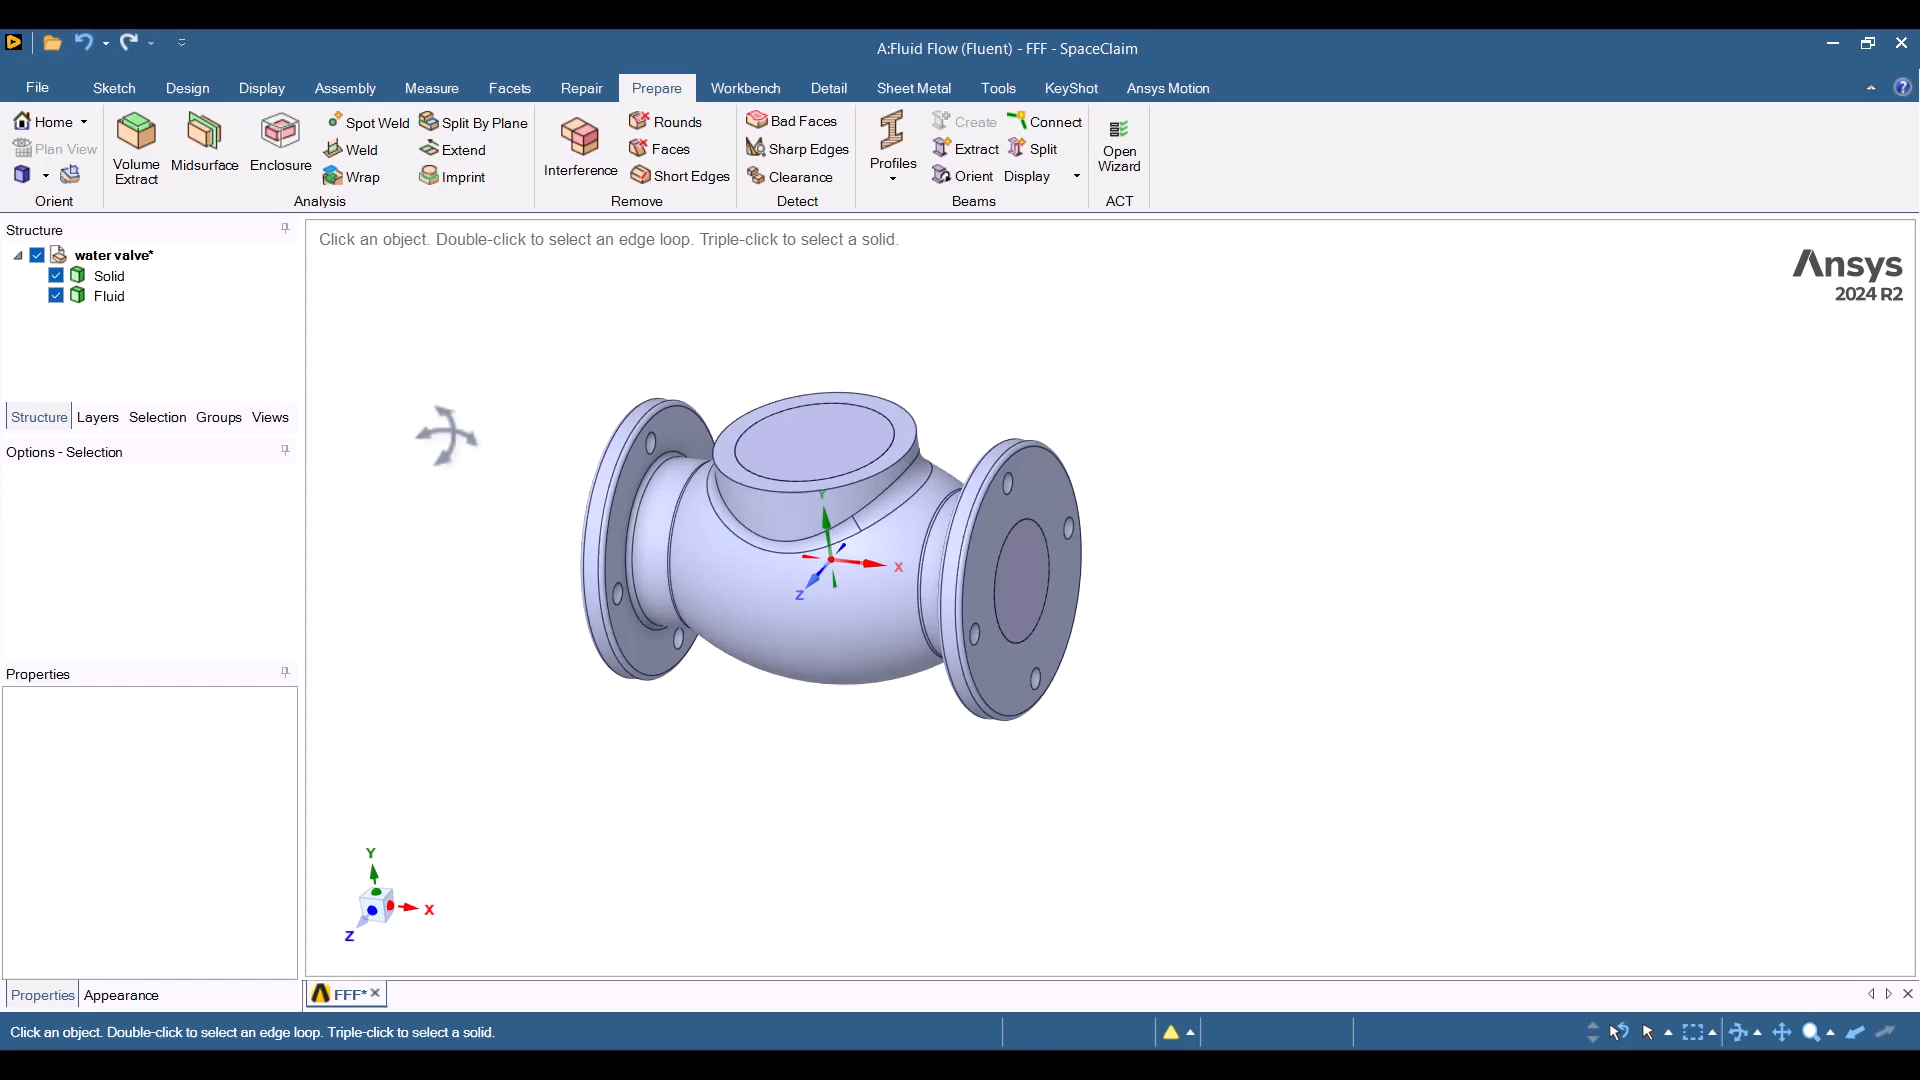 A:Fluid Flow (Fluent) - FFF - SpaceClaim
File Sketch Design Display Assembly Measure Facets Repair Prepare Workbench Detail Sheet Metal Tools KeyShot Ansys Motion
Home
Plan View
Orient
Volume Extract
Midsurface
Enclosure
Spot Weld
Weld
Wrap
Split By Plane
Extend
Imprint
Analysis
Interference
Rounds
Faces
Short Edges
Remove
Bad Faces
Sharp Edges
Clearance
Detect
Profiles
Create
Extract
Orient
Connect
Split
Display
Beams
Open Wizard
ACT
Structure
water valve*
Solid
Fluid
Structure Layers Selection Groups Views
Options - Selection
Properties
Properties Appearance
Click an object. Double-click to select an edge loop. Triple-click to select a solid.
Ansys
2024 R2
Y
X
Z
Y
X
Z
FFF*
Click an object. Double-click to select an edge loop. Triple-click to select a solid.